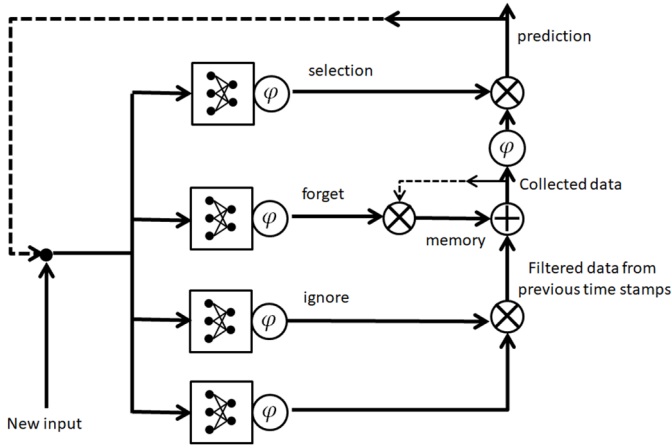 prediction
selection
φ
φ
Collected data
forget
φ
memory
Filtered data from
previous time stamps
ignore
φ
φ
New input